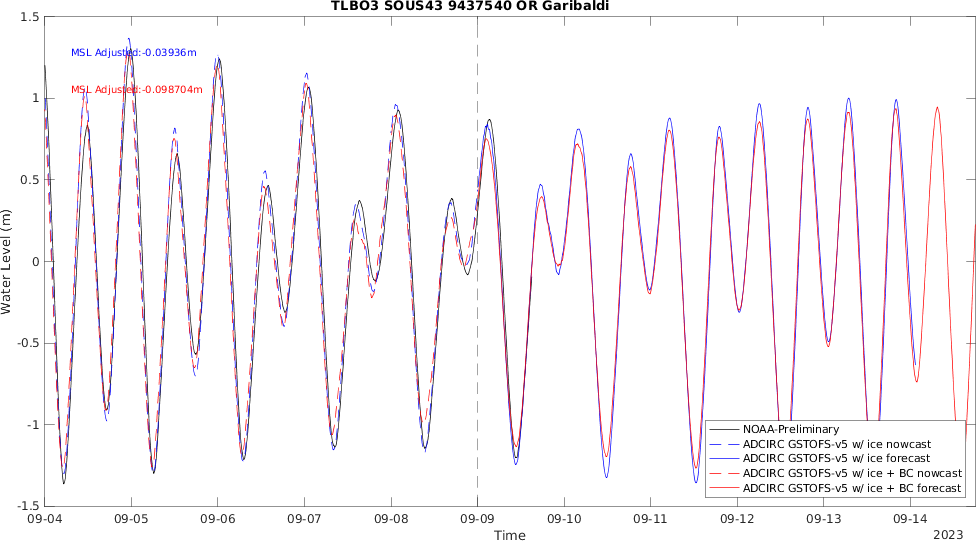 TLBO3 SOUS43 9437540 OR Garibaldi
1.5
MSL Adjusted:-0.03936m
MSL Adjusted:-0.098704m
1
0.5
0
-0.5
-1
-1.5
Water Level (m)
NOAA-Preliminary
ADCIRC GSTOFS-v5 w/ ice nowcast
ADCIRC GSTOFS-v5 w/ ice forecast
ADCIRC GSTOFS-v5 w/ ice + BC nowcast
ADCIRC GSTOFS-v5 w/ ice + BC forecast
09-04 09-05 09-06 09-07 09-08 09-09 09-10 09-11 09-12 09-13 09-14
Time
2023